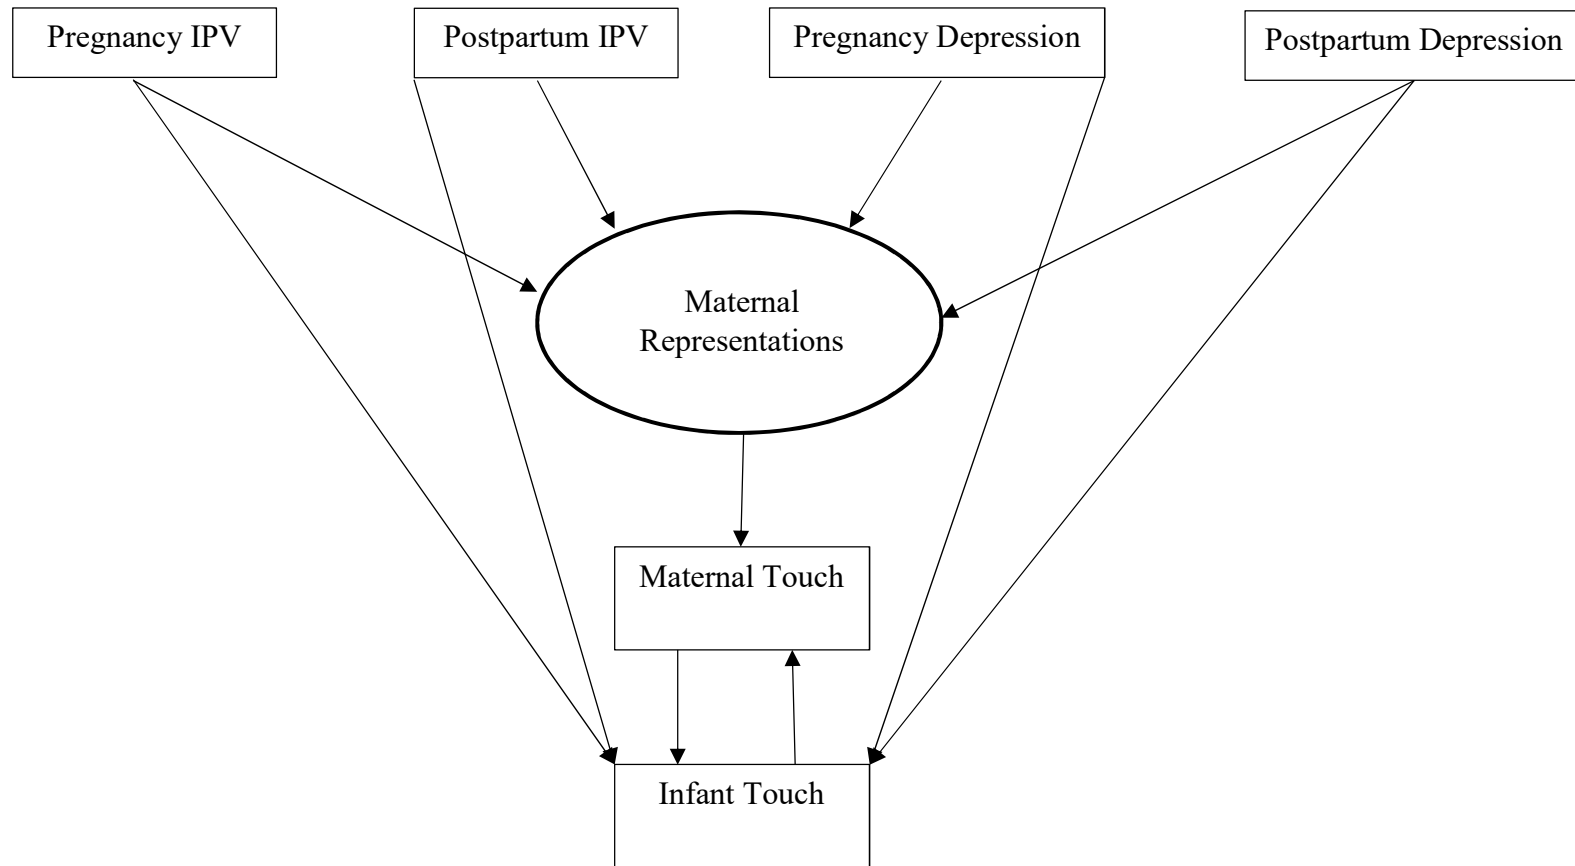 Pregnancy IPV
Postpartum IPV
Pregnancy Depression
Postpartum Depression
Maternal
Representations
Maternal Touch
Infant Touch